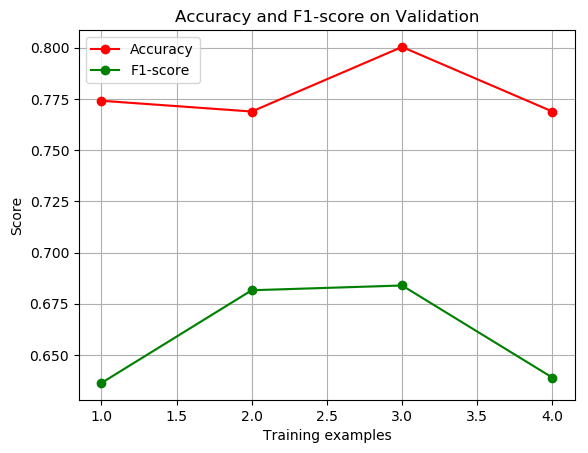 Accuracy and F1-score on Validation
Accuracy
F1-score
0.800
0.775
0.750
0.725
0.700
0.675
0.650
Score
1.0 1.5 2.0 2.5 3.0 3.5 4.0
Training examples